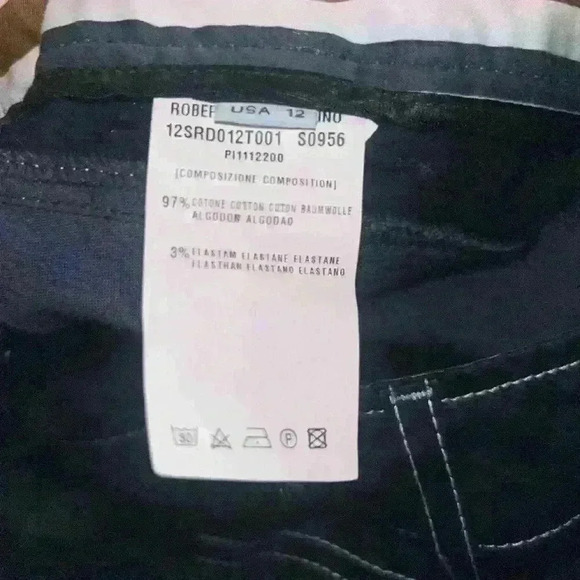 USA 12
ROBER INO
12SRD012T001 S0956
PI1112200
[COMPOSIZIONE COMPOSITION]
97% COTONE COTTON COTON BAUMWOLLE
ALGODON ALGODAO
3% ELASTAM ELASTANE ELASTANE
ELASTHAN ELASTANO ELASTANO
30
P